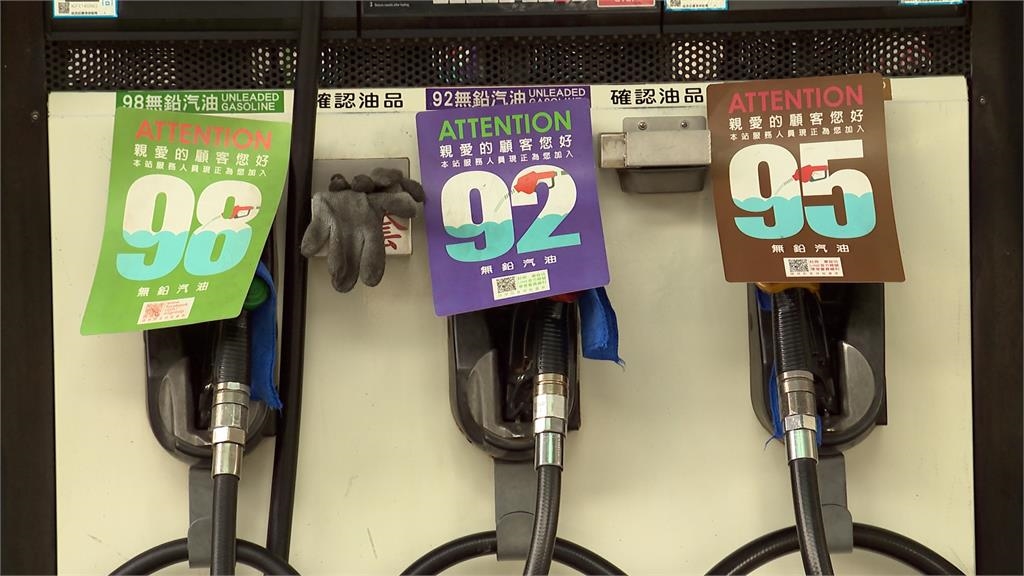 98無鉛汽油 UNLEADED GASOLINE
確認油品
92無鉛汽油 UNLEADED GASOLINE
確認油品
ATTENTION
親愛的顧客您好
本站服務人員現正為您加入
98
無鉛汽油
ATTENTION
親愛的顧客您好
本站服務人員現正為您加入
92
無鉛汽油
ATTENTION
親愛的顧客您好
本站服務人員現正為您加入
95
無鉛汽油